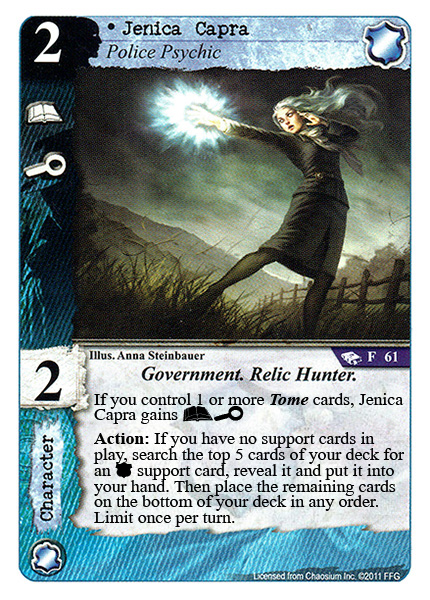 2
• Jenica Capra
Police Psychic
Illus. Anna Steinbauer
F 61
2
Government. Relic Hunter.
If you control 1 or more Tome cards, Jenica
Capra gains
Action: If you have no support cards in
play, search the top 5 cards of your deck for
an support card, reveal it and put it into
your hand. Then place the remaining cards
on the bottom of your deck in any order.
Limit once per turn.
Character
Licensed from Chaosium Inc. ©2011 FFG